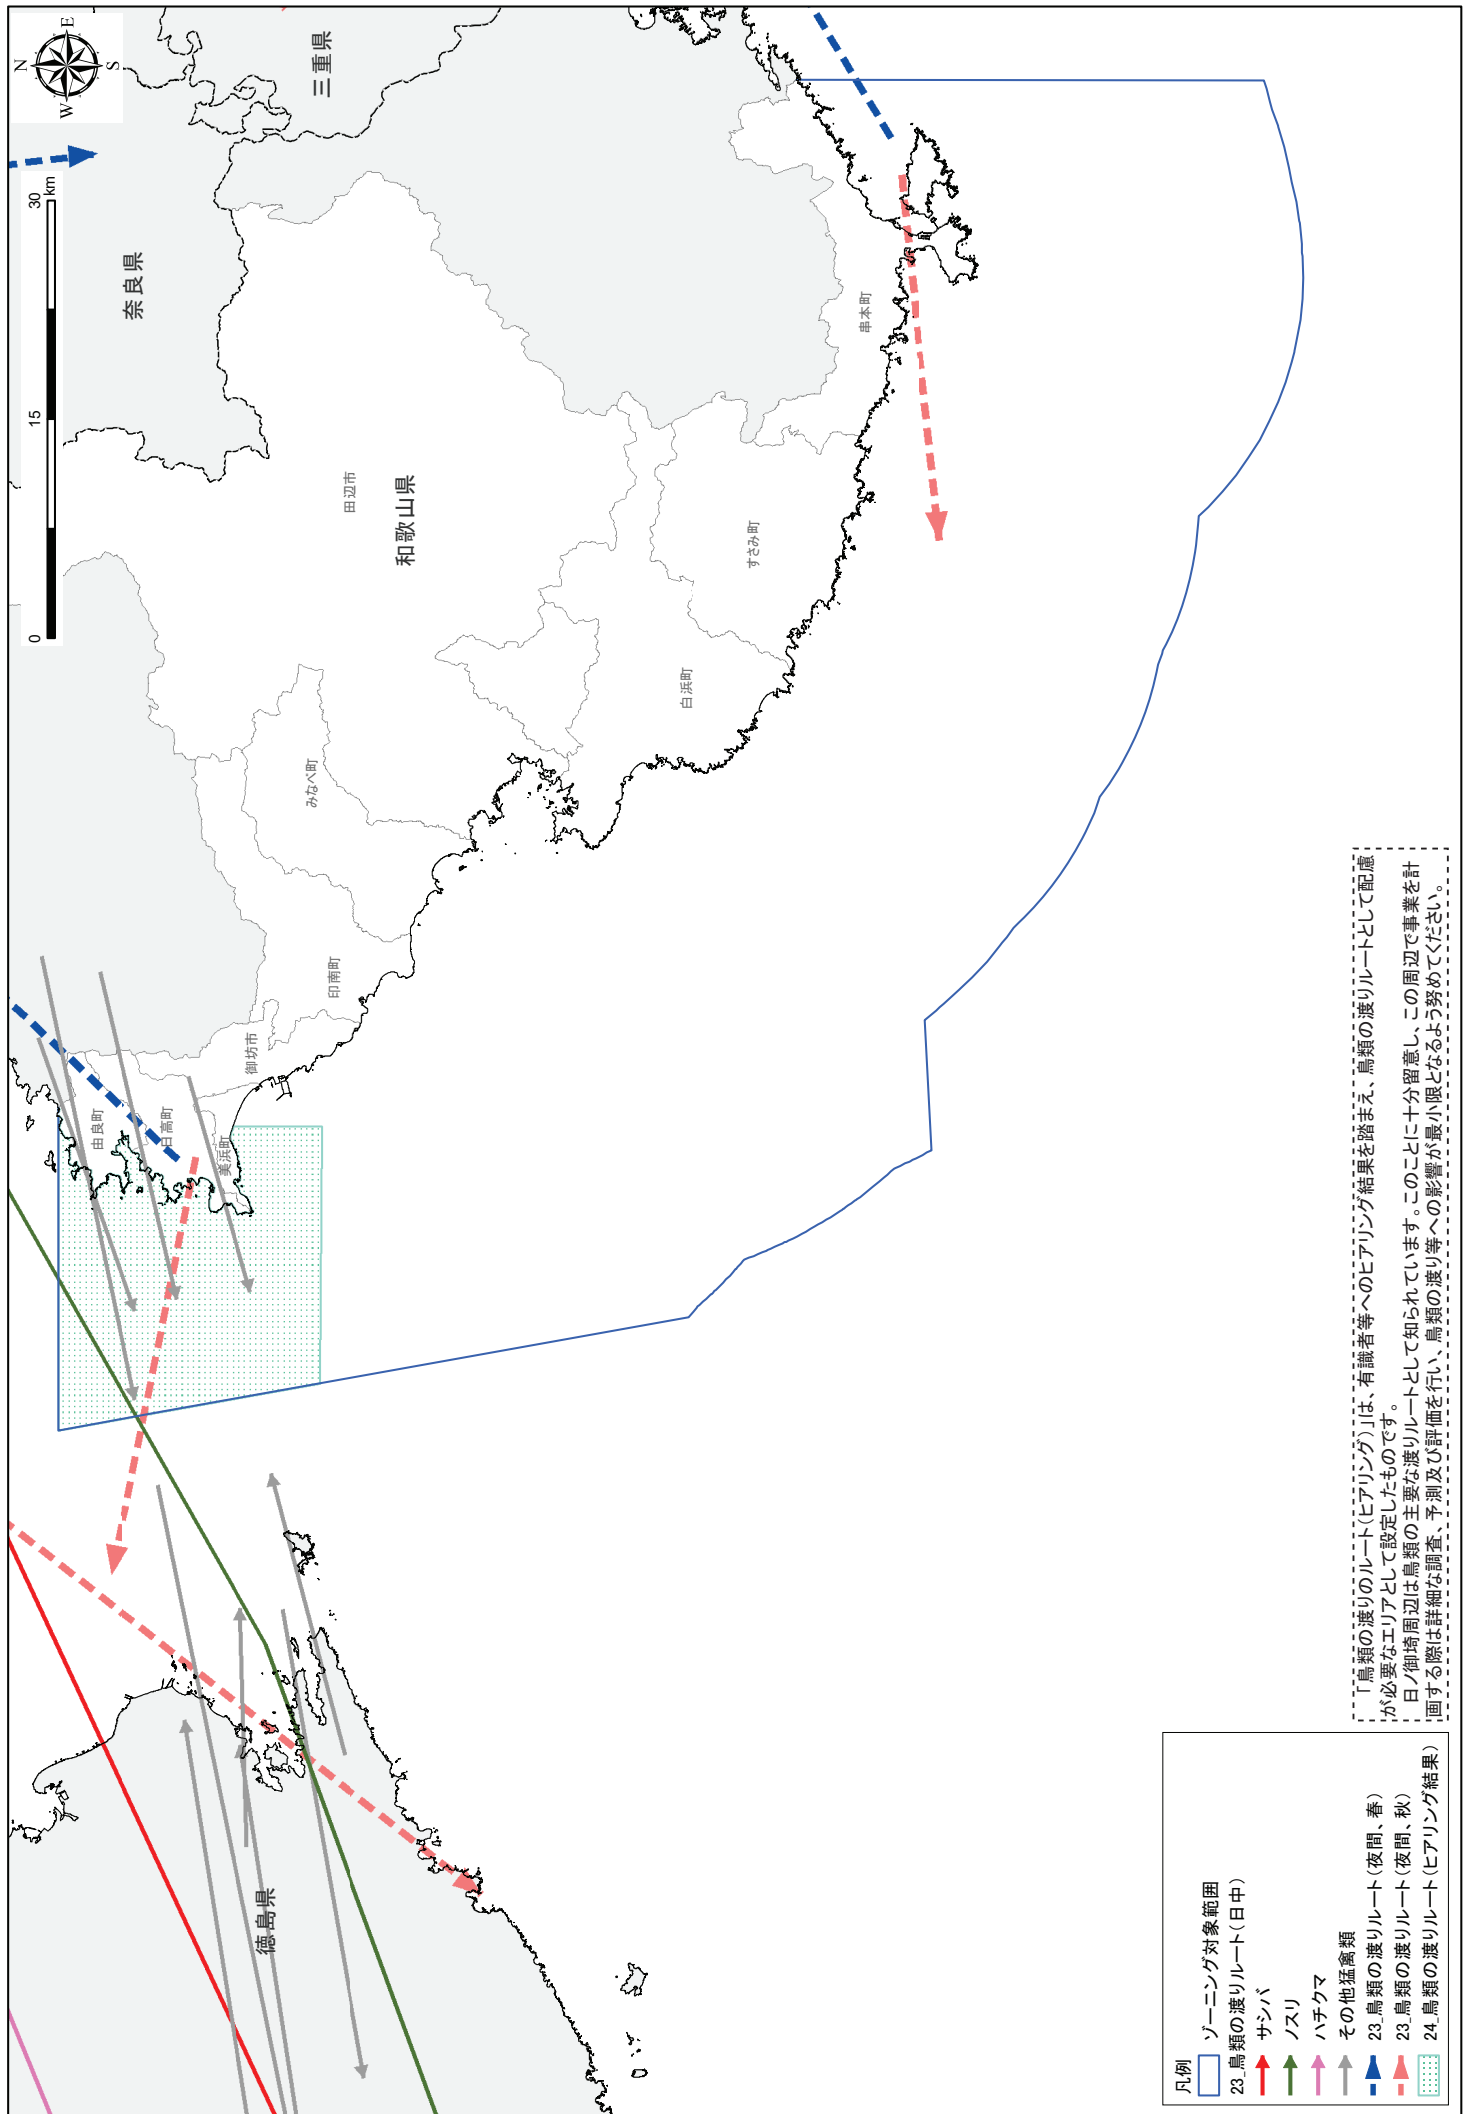 N
E
S
W
0
15
30
km
三重県
奈良県
和歌山県
徳島県
田辺市
串本町
すさみ町
白浜町
みなべ町
印南町
御坊市
由良町
日高町
美浜町
「鳥類の渡りのルート(ヒアリング)」は、有識者等へのヒアリング結果を踏まえ、鳥類の渡りルートとして配慮
が必要なエリアとして設定したものです。
日ノ御埼周辺は鳥類の主要な渡りルートとして知られています。このことに十分留意し、この周辺で事業を計
画する際は詳細な調査、予測及び評価を行い、鳥類の渡り等への影響が最小限となるよう努めてください。
凡例
ゾーニング対象範囲
23_鳥類の渡りルート(日中)
サシバ
ノスリ
ハチクマ
その他猛禽類
23_鳥類の渡りルート(夜間、春)
23_鳥類の渡りルート(夜間、秋)
24_鳥類の渡りルート(ヒアリング結果)